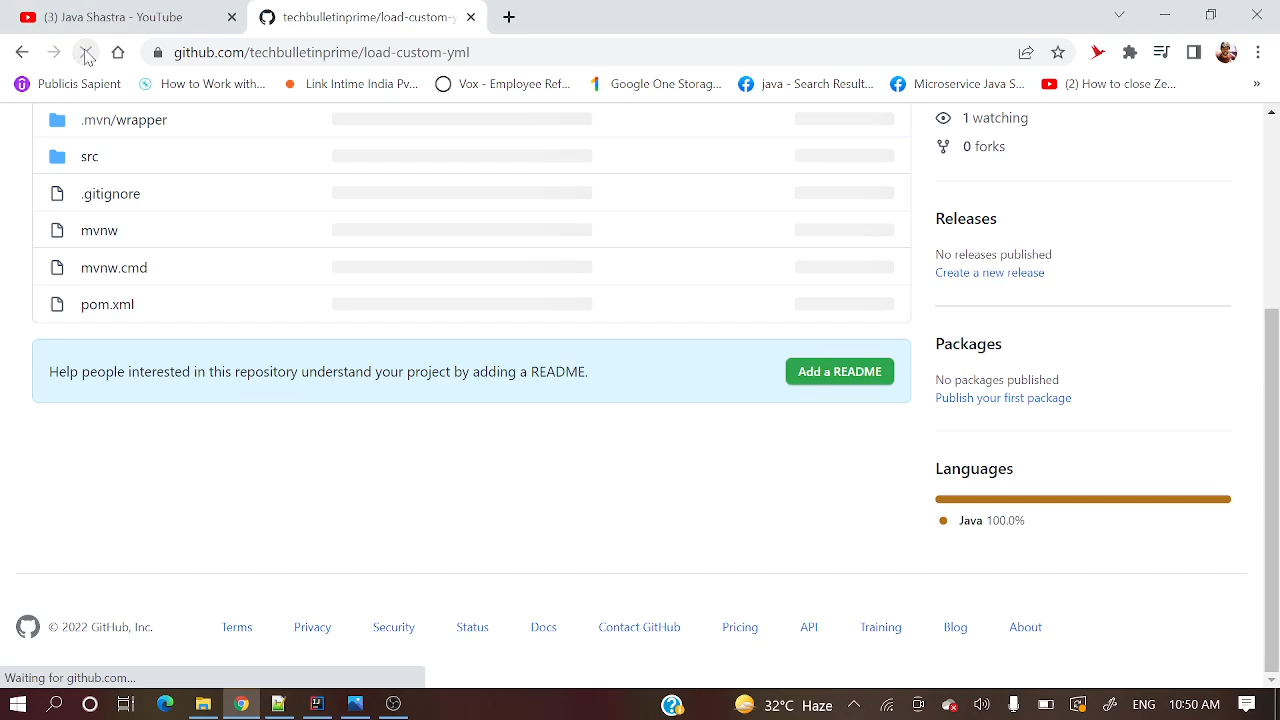 (3) Java Shastra - YouTube
techbulletinprime/load-custom-y
github.com/techbulletinprime/load-custom-yml
Publicis Sapient
How to Work with...
Link Intime India Pv...
Vox - Employee Ref...
Google One Storag...
java - Search Result...
Microservice Java S...
(2) How to close Ze...
»
.mvn/wrapper
src
.gitignore
mvnw
mvnw.cmd
pom.xml
Help people interested in this repository understand your project by adding a README.
Add a README
1 watching
0 forks
Releases
No releases published
Create a new release
Packages
No packages published
Publish your first package
Languages
Java 100.0%
© 2022 GitHub, Inc.
Terms
Privacy
Security
Status
Docs
Contact GitHub
Pricing
API
Training
Blog
About
Waiting for github.com...
32°C Haze
ENG
10:50 AM